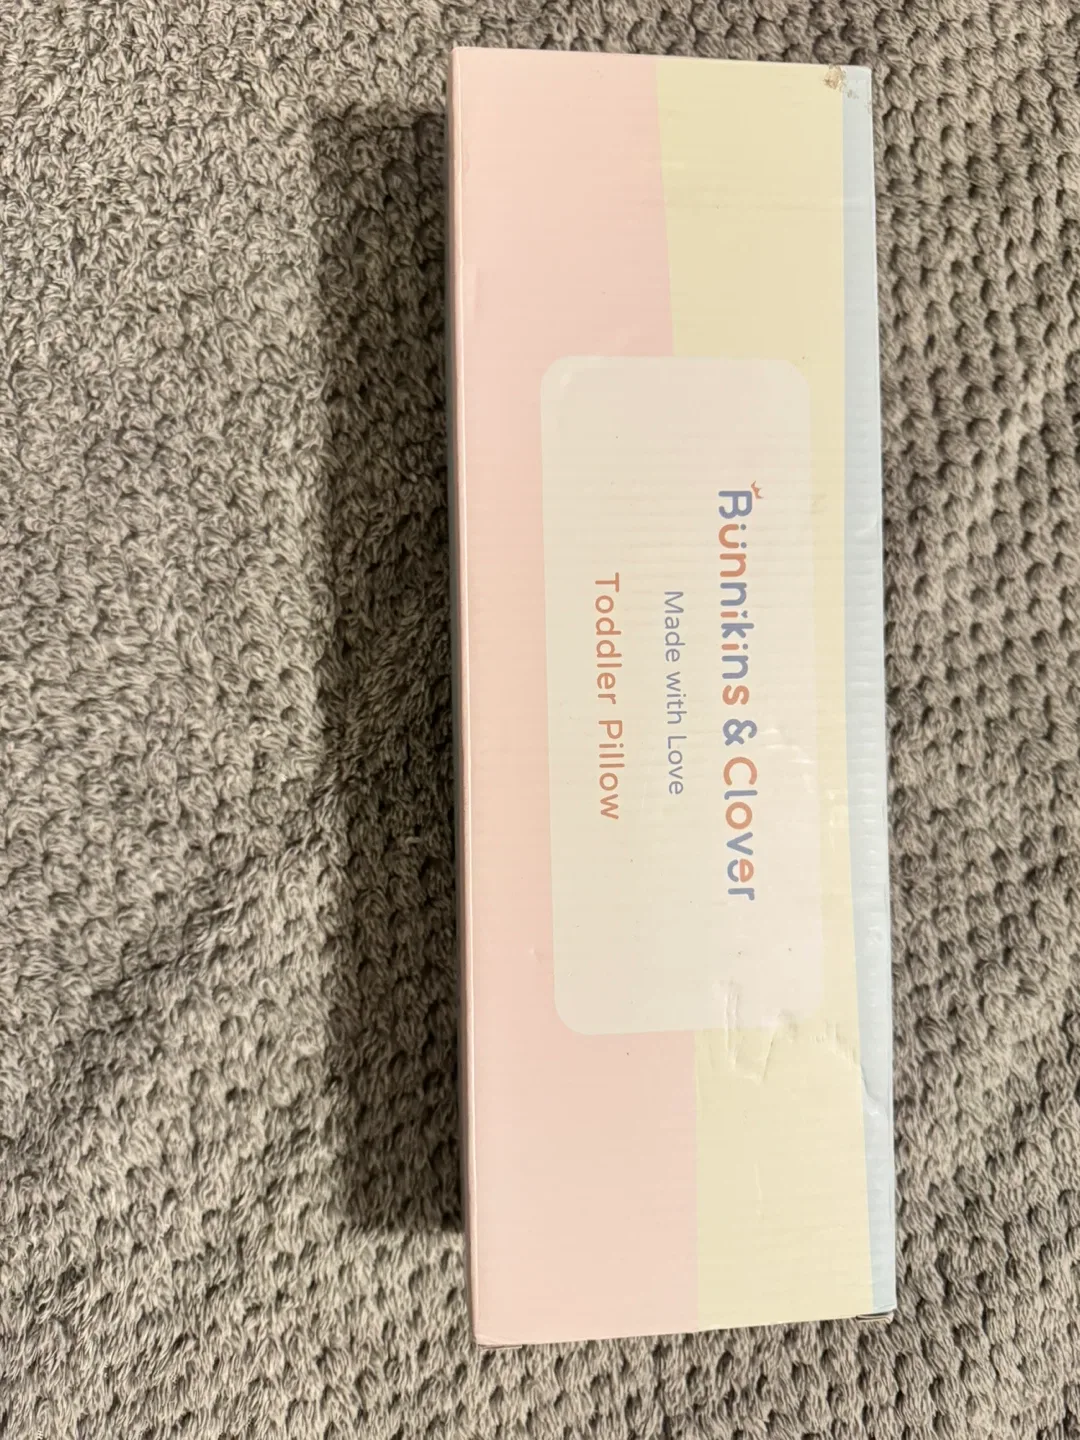 Bunnikins & Clover
Made with Love
Toddler Pillow